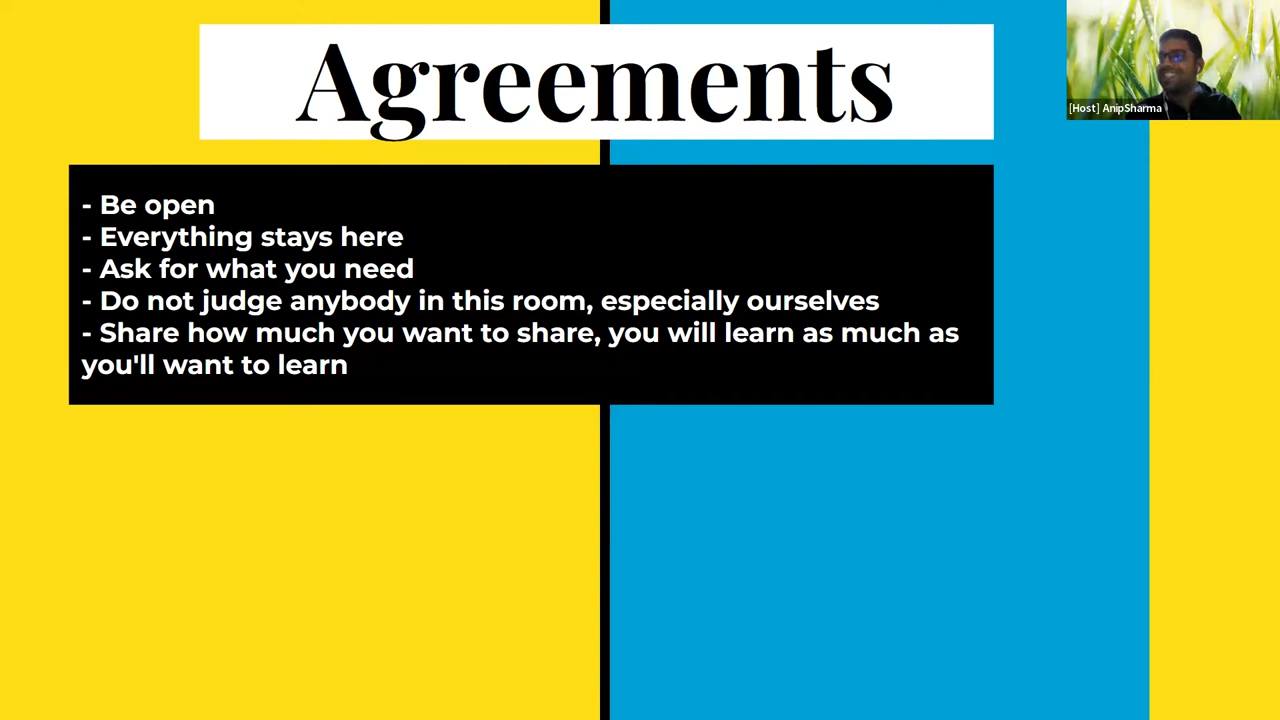 Agreements
[Host] AnipSharma
- Be open
- Everything stays here
- Ask for what you need
- Do not judge anybody in this room, especially ourselves
- Share how much you want to share, you will learn as much as
you'll want to learn